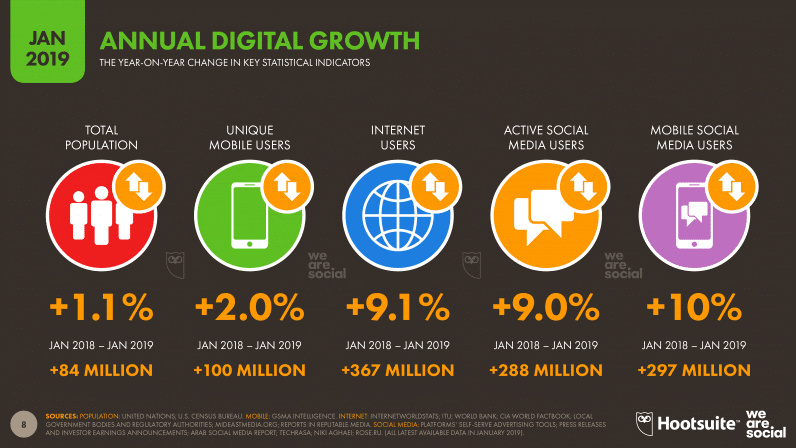 JAN
2019
ANNUAL DIGITAL GROWTH
THE YEAR-ON-YEAR CHANGE IN KEY STATISTICAL INDICATORS
TOTAL
POPULATION
UNIQUE
MOBILE USERS
INTERNET
USERS
ACTIVE SOCIAL
MEDIA USERS
MOBILE SOCIAL
MEDIA USERS
we
are
social
we
are
social
+1.1%
+2.0%
+9.1%
+9.0%
+10%
JAN 2018 – JAN 2019
JAN 2018 – JAN 2019
JAN 2018 – JAN 2019
JAN 2018 – JAN 2019
JAN 2018 – JAN 2019
+84 MILLION
+100 MILLION
+367 MILLION
+288 MILLION
+297 MILLION
8
SOURCES: POPULATION: UNITED NATIONS; U.S. CENSUS BUREAU. MOBILE: GSMA INTELLIGENCE. INTERNET: INTERNETWORLDSTATS; ITU; WORLD BANK; CIA WORLD FACTBOOK; LOCAL
GOVERNMENT BODIES AND REGULATORY AUTHORITIES; MIDEASTMEDIA.ORG; REPORTS IN REPUTABLE MEDIA. SOCIAL MEDIA: PLATFORMS' SELF-SERVE ADVERTISING TOOLS; PRESS RELEASES
AND INVESTOR EARNINGS ANNOUNCEMENTS; ARAB SOCIAL MEDIA REPORT; TECHRASA; NIKI AGHAEI; ROSE.RU. (ALL LATEST AVAILABLE DATA IN JANUARY 2019).
Hootsuite™
we
are
social